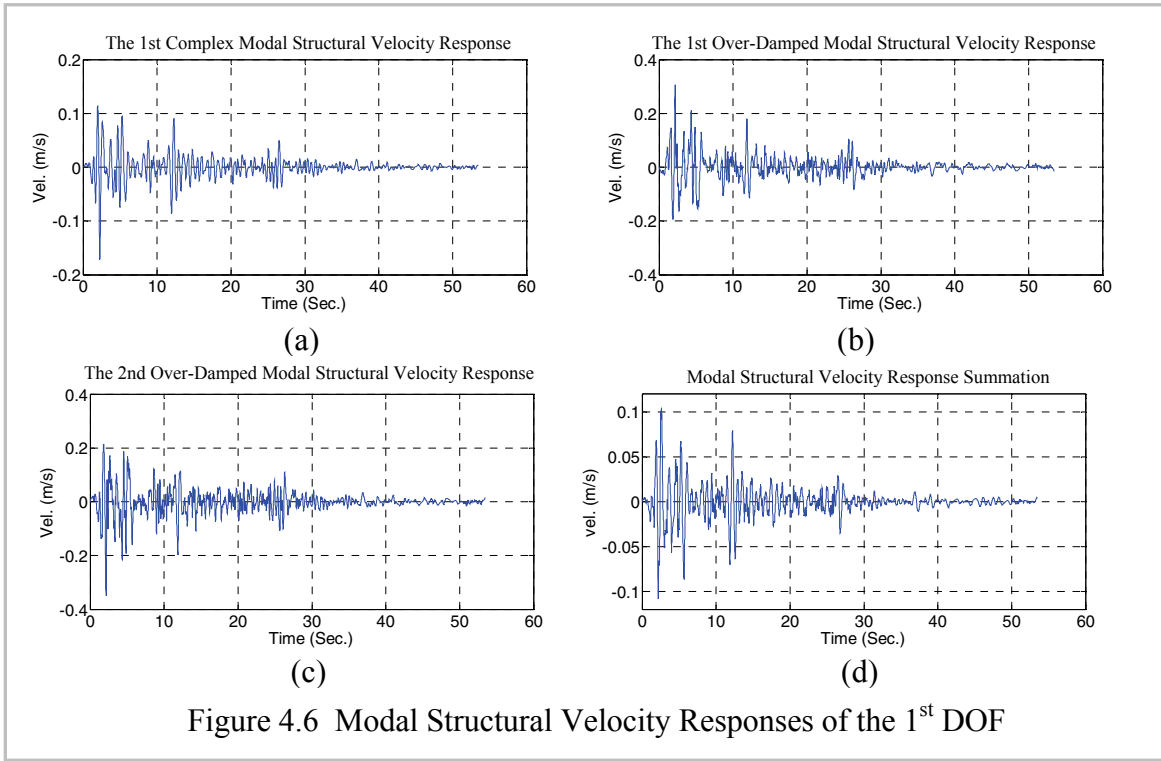 The 1st Complex Modal Structural Velocity Response
0.2
0.1
0
-0.1
-0.2
Vel. (m/s)
0 10 20 30 40 50 60
Time (Sec.)
(a)
The 1st Over-Damped Modal Structural Velocity Response
0.4
0.2
0
-0.2
-0.4
Vel. (m/s)
0 10 20 30 40 50 60
Time (Sec.)
(b)
The 2nd Over-Damped Modal Structural Velocity Response
0.4
0.2
0
-0.2
-0.4
Vel. (m/s)
0 10 20 30 40 50 60
Time (Sec.)
(c)
Modal Structural Velocity Response Summation
0.1
0.05
0
-0.05
-0.1
vel. (m/s)
0 10 20 30 40 50 60
Time (Sec.)
(d)
Figure 4.6 Modal Structural Velocity Responses of the 1st DOF